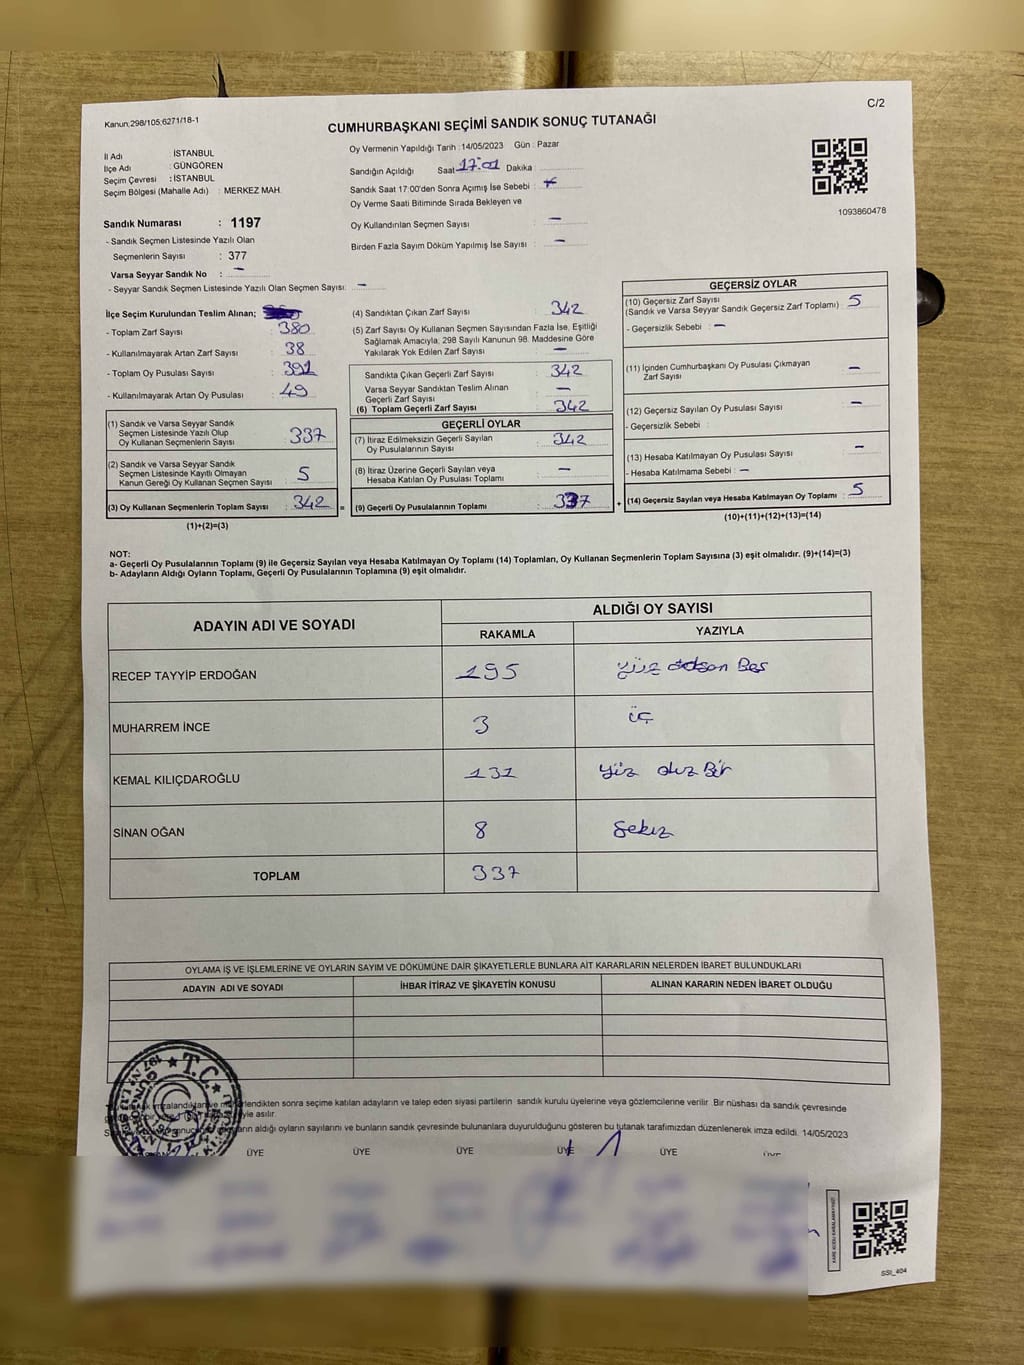 C/2
Kanun;298/105;6271/18-1
CUMHURBAŞKANI SEÇİMİ SANDIK SONUÇ TUTANAĞI
İl Adı : İSTANBUL
İlçe Adı : GÜNGÖREN
Seçim Çevresi : İSTANBUL
Seçim Bölgesi (Mahalle Adı) : MERKEZ MAH.
Oy Vermenin Yapıldığı Tarih : 14/05/2023 Gün : Pazar
Sandığın Açıldığı Saat 17:01 Dakika :
Sandık Saat 17:00'den Sonra Açımış İse Sebebi :
Oy Verme Saati Bitiminde Sırada Bekleyen ve
Oy Kullandırılan Seçmen Sayısı : —
Birden Fazla Sayım Döküm Yapılmış İse Sayısı : —
1093860478
Sandık Numarası : 1197
- Sandık Seçmen Listesinde Yazılı Olan
Seçmenlerin Sayısı : 377
Varsa Seyyar Sandık No : —
- Seyyar Sandık Seçmen Listesinde Yazılı Olan Seçmen Sayısı: —
İlçe Seçim Kurulundan Teslim Alınan;
- Toplam Zarf Sayısı : 380
- Kullanılmayarak Artan Zarf Sayısı : 38
- Toplam Oy Pusulası Sayısı : 391
- Kullanılmayarak Artan Oy Pusulası : 49
(1) Sandık ve Varsa Seyyar Sandık
Seçmen Listesinde Yazılı Olup
Oy Kullanan Seçmenlerin Sayısı : 337
(2) Sandık ve Varsa Seyyar Sandık
Seçmen Listesinde Kayıtlı Olmayan
Kanun Gereği Oy Kullanan Seçmen Sayısı : 5
(3) Oy Kullanan Seçmenlerin Toplam Sayısı : 342 =
(1)+(2)=(3)
(4) Sandıktan Çıkan Zarf Sayısı : 342
(5) Zarf Sayısı Oy Kullanan Seçmen Sayısından Fazla İse, Eşitliği
Sağlamak Amacıyla, 298 Sayılı Kanunun 98. Maddesine Göre
Yakılarak Yok Edilen Zarf Sayısı : —
Sandıkta Çıkan Geçerli Zarf Sayısı : 342
Varsa Seyyar Sandıktan Teslim Alınan
Geçerli Zarf Sayısı : —
(6) Toplam Geçerli Zarf Sayısı : 342
GEÇERLİ OYLAR
(7) İtiraz Edilmeksizin Geçerli Sayılan
Oy Pusulalarının Sayısı : 342
(8) İtiraz Üzerine Geçerli Sayılan veya
Hesaba Katılan Oy Pusulası Toplamı : —
(9) Geçerli Oy Pusulalarının Toplamı : 337 +
GEÇERSİZ OYLAR
(10) Geçersiz Zarf Sayısı : 5
(Sandık ve Varsa Seyyar Sandık Geçersiz Zarf Toplamı)
- Geçersizlik Sebebi : —
(11) İçinden Cumhurbaşkanı Oy Pusulası Çıkmayan
Zarf Sayısı : —
(12) Geçersiz Sayılan Oy Pusulası Sayısı : —
- Geçersizlik Sebebi :
(13) Hesaba Katılmayan Oy Pusulası Sayısı : —
- Hesaba Katılmama Sebebi : —
(14) Geçersiz Sayılan veya Hesaba Katılmayan Oy Toplamı : 5
(10)+(11)+(12)+(13)=(14)
NOT:
a- Geçerli Oy Pusulalarının Toplamı (9) ile Geçersiz Sayılan veya Hesaba Katılmayan Oy Toplamı (14) Toplamları, Oy Kullanan Seçmenlerin Toplam Sayısına (3) eşit olmalıdır. (9)+(14)=(3)
b- Adayların Aldığı Oyların Toplamı, Geçerli Oy Pusulalarının Toplamına (9) eşit olmalıdır.
ADAYIN ADI VE SOYADI ALDIĞI OY SAYISI
RAKAMLA YAZIYLA
RECEP TAYYİP ERDOĞAN 195 yüz doksan Beş
MUHARREM İNCE 3 üç
KEMAL KILIÇDAROĞLU 131 yüz otuz Bir
SİNAN OĞAN 8 Sekiz
TOPLAM 337
OYLAMA İŞ VE İŞLEMLERİNE VE OYLARIN SAYIM VE DÖKÜMÜNE DAİR ŞİKAYETLERLE BUNLARA AİT KARARLARIN NELERDEN İBARET BULUNDUKLARI
ADAYIN ADI VE SOYADI İHBAR İTİRAZ VE ŞİKAYETİN KONUSU ALINAN KARARIN NEDEN İBARET OLDUĞU
sonra seçime katılan adayların ve talep eden siyasi partilerin sandık kurulu üyelerine veya gözlemcilerine verilir. Bir nüshası da sandık çevresinde
asılır.
aldığı oyların sayılarını ve bunların sandık çevresinde bulunanlara duyurulduğunu gösteren bu tutanak tarafımızdan düzenlenerek imza edildi. 14/05/2023
T.C.
ÜYE ÜYE ÜYE ÜYE ÜYE
SSI_404